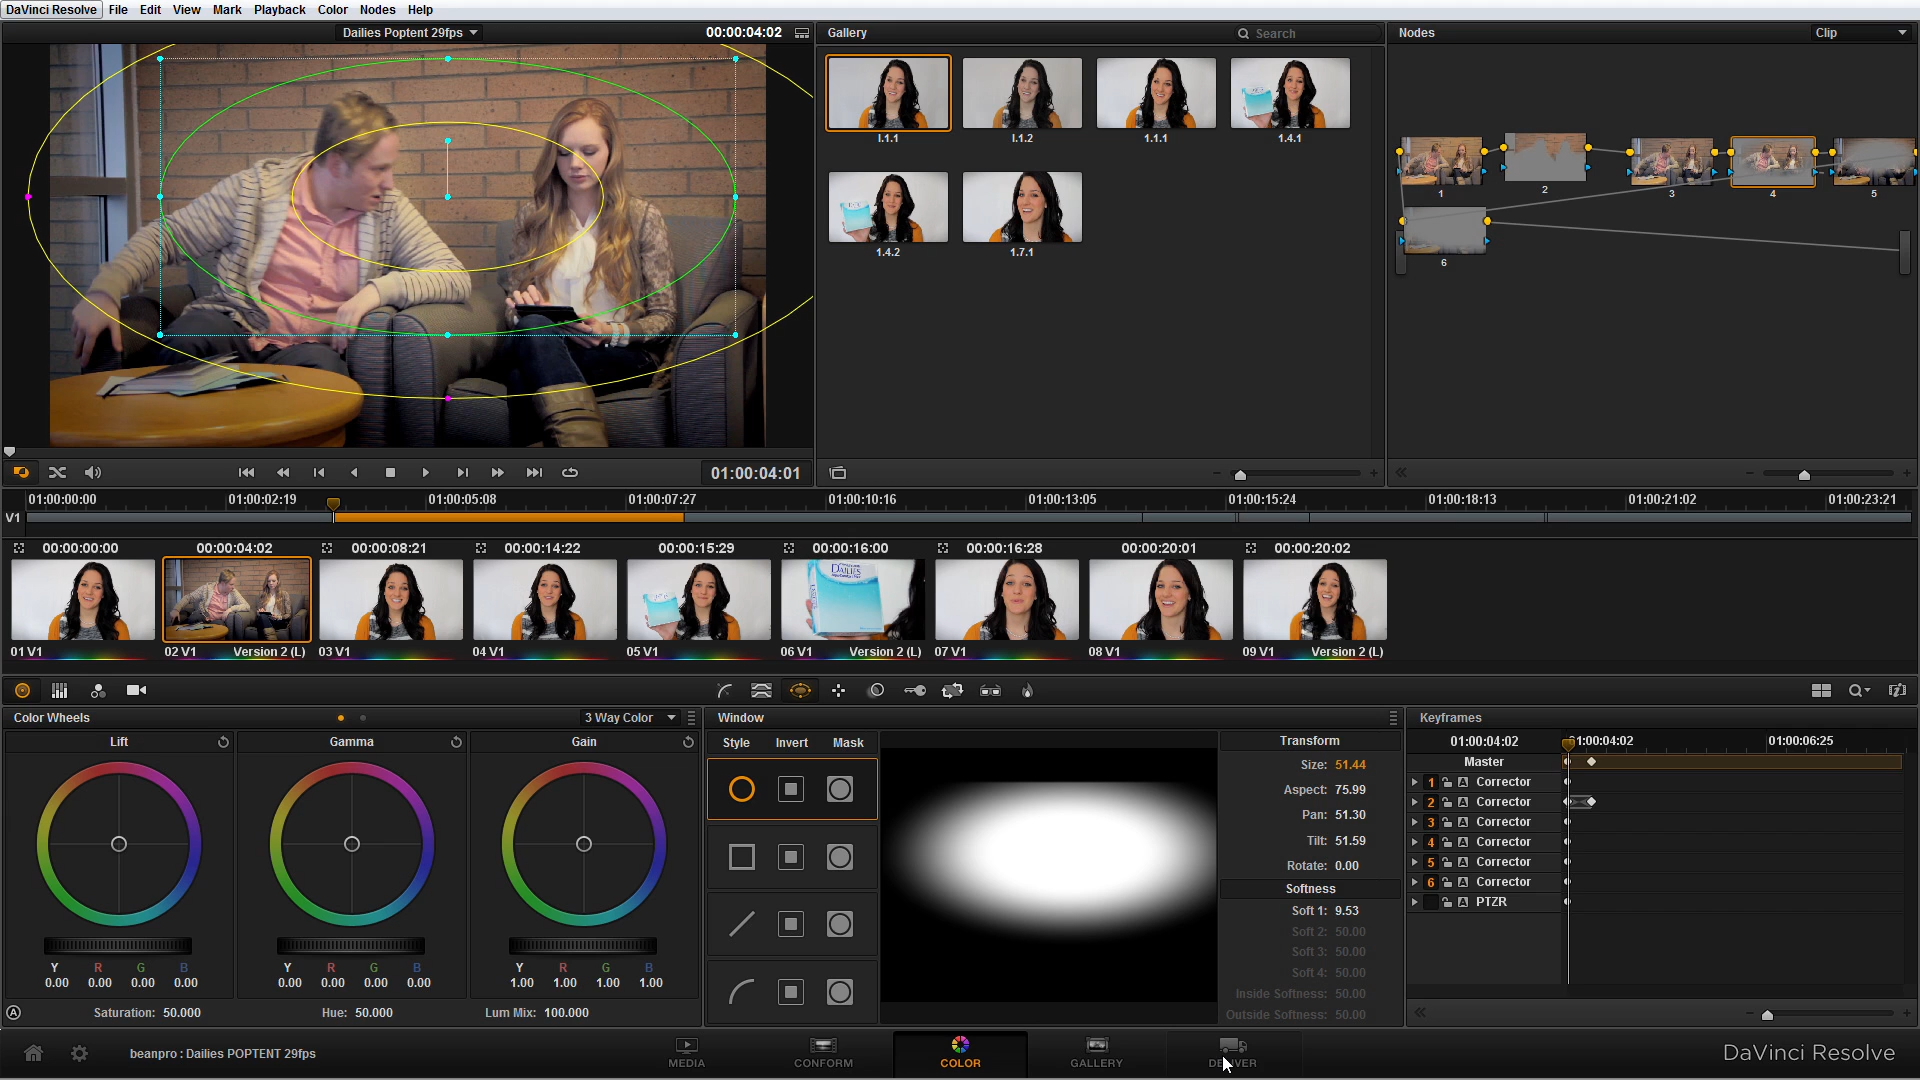 DaVinci Resolve File Edit View Mark Playback Color Nodes Help
Dailies Poptent 29fps 00:00:04:02
Gallery Search
Nodes Clip
I.1.1 I.1.2 1.1.1 1.4.1
1.4.2 1.7.1
1 2 3 4 5
6
01:00:04:01
01:00:00:00 01:00:02:19 01:00:05:08 01:00:07:27 01:00:10:16 01:00:13:05 01:00:15:24 01:00:18:13 01:00:21:02 01:00:23:21
V1
00:00:00:00 00:00:04:02 00:00:08:21 00:00:14:22 00:00:15:29 00:00:16:00 00:00:16:28 00:00:20:01 00:00:20:02
DAILIES
01 V1 02 V1 Version 2 (L) 03 V1 04 V1 05 V1 06 V1 Version 2 (L) 07 V1 08 V1 09 V1 Version 2 (L)
Color Wheels 3 Way Color
Lift Gamma Gain
Y R G B Y R G B Y R G B
0.00 0.00 0.00 0.00 0.00 0.00 0.00 0.00 1.00 1.00 1.00 1.00
A Saturation: 50.000 Hue: 50.000 Lum Mix: 100.000
Window
Style Invert Mask
Transform
Size: 51.44
Aspect: 75.99
Pan: 51.30
Tilt: 51.59
Rotate: 0.00
Softness
Soft 1: 9.53
Soft 2: 50.00
Soft 3: 50.00
Soft 4: 50.00
Inside Softness: 50.00
Outside Softness: 50.00
Keyframes
01:00:04:02 01:00:04:02 01:00:06:25
Master
1 A Corrector
2 A Corrector
3 A Corrector
4 A Corrector
5 A Corrector
6 A Corrector
A PTZR
beanpro : Dailies POPTENT 29fps
MEDIA CONFORM COLOR GALLERY DELIVER
DaVinci Resolve